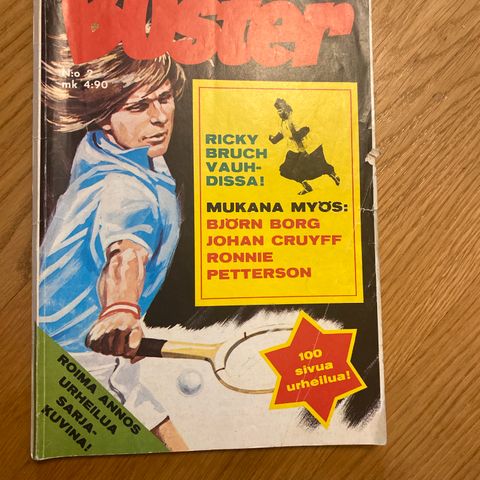 BUSTER
N:o 2
mk 4:90
RICKY
BRUCH
VAUH-
DISSA!
MUKANA MYÖS:
BJÖRN BORG
JOHAN CRUYFF
RONNIE
PETTERSON
100
sivua
urheilua!
ROIMA ANNOS
URHEILUA
SARJA-
KUVINA!